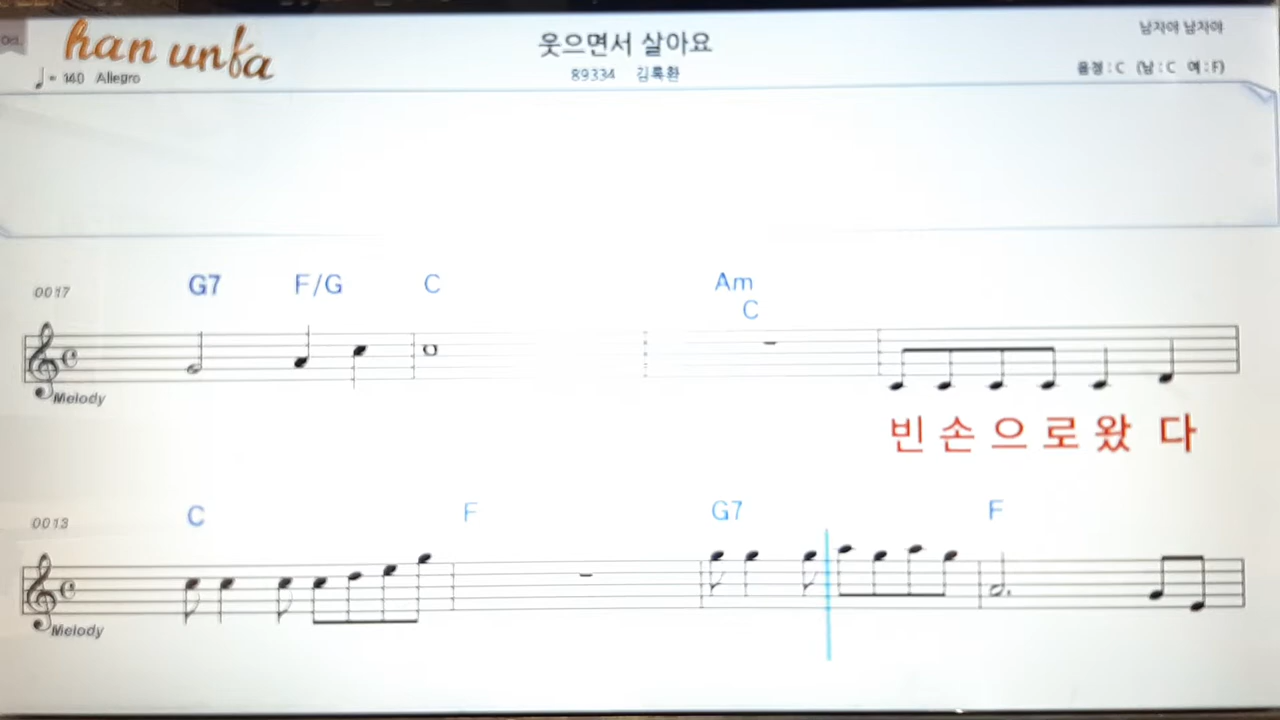 han unfa
웃으면서 살아요
남자야 남자야
♩= 140 Allegro
89334 김록환
음정 : C (남 : C 여 : F)
0017
G7 F/G C Am
C
Melody
빈 손 으 로 왔 다
0013
C F G7 F
Melody